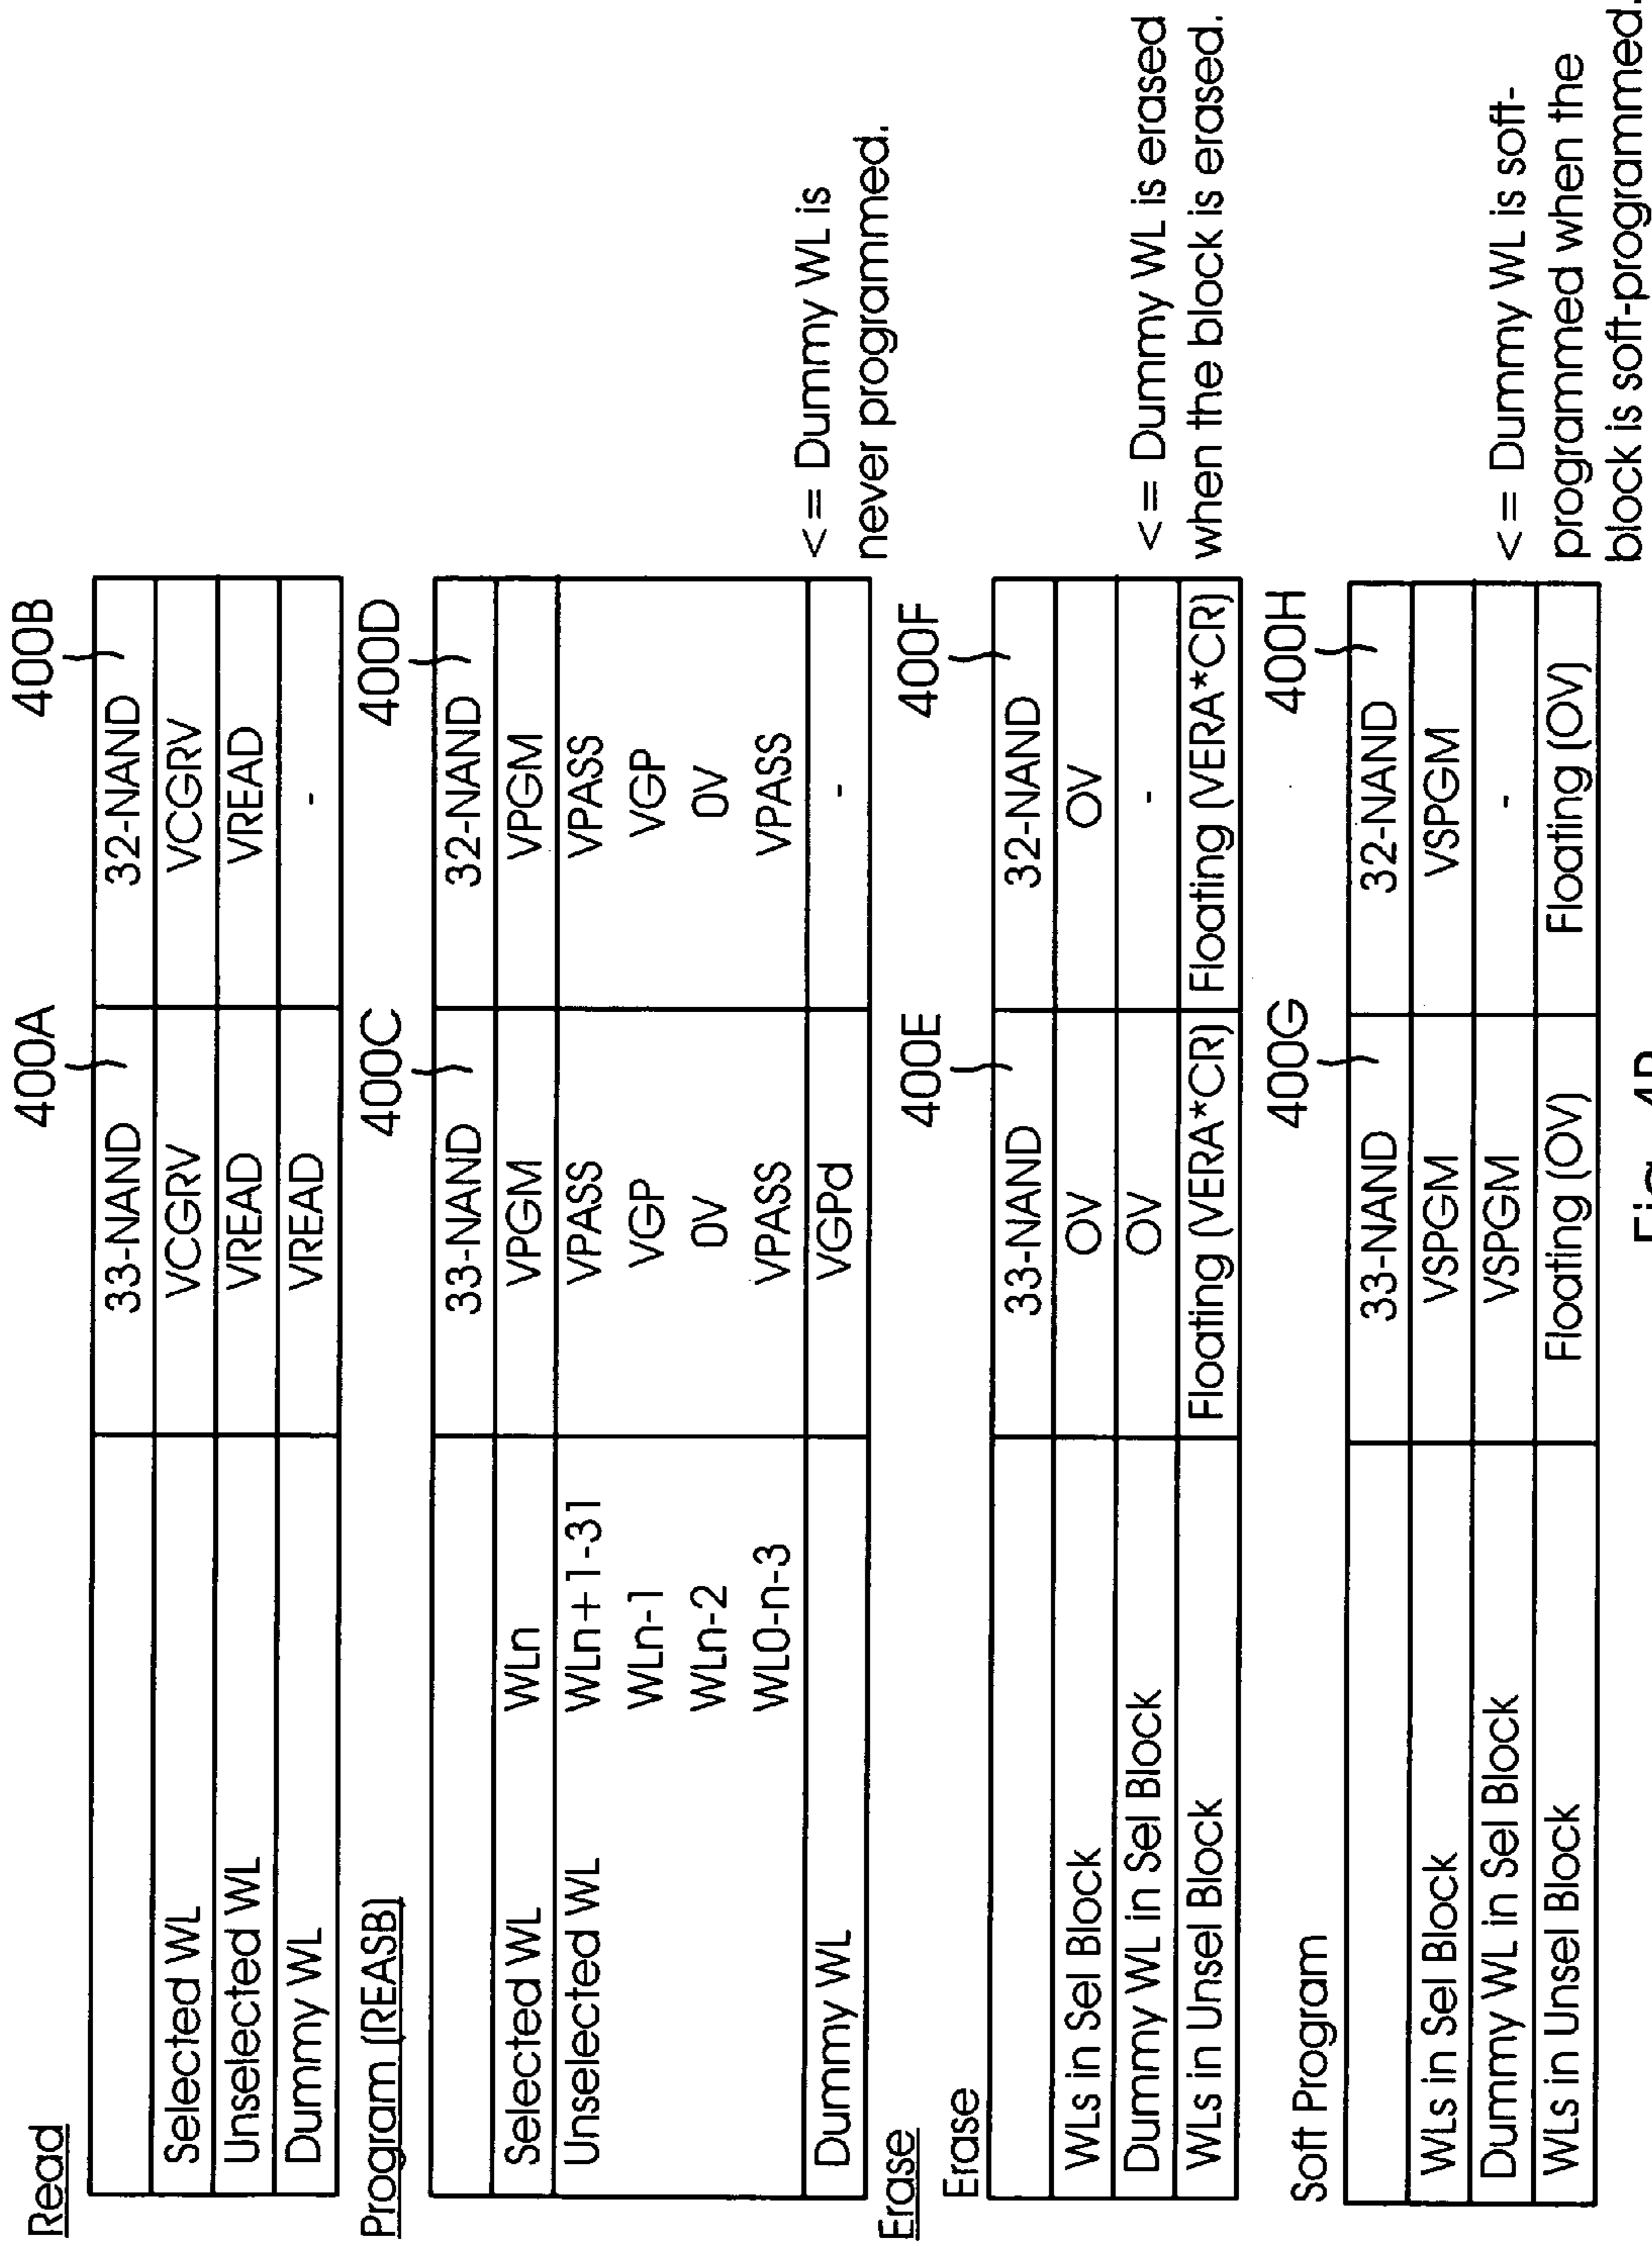 Read
400A 400B
33-NAND 32-NAND
Selected WL VCGRV VCGRV
Unselected WL VREAD VREAD
Dummy WL VREAD -
Program (REASB)
400C 400D
33-NAND 32-NAND
Selected WL WLn VPGM VPGM
Unselected WL WLn+1-31 VPASS VPASS
WLn-1 VGP VGP
WLn-2 0V 0V
WL0-n-3 VPASS VPASS
Dummy WL VGPd -
<= Dummy WL is
never programmed.
Erase
Erase
400E 400F
33-NAND 32-NAND
WLs in Sel Block OV OV
Dummy WL in Sel Block OV -
WLs in Unsel Block Floating (VERA*CR) Floating (VERA*CR)
<= Dummy WL is erased
when the block is erased.
Soft Program
400G 400H
33-NAND 32-NAND
WLs in Sel Block VSPGM VSPGM
Dummy WL in Sel Block VSPGM -
WLs in Unsel Block Floating (OV) Floating (OV)
<= Dummy WL is soft-
programmed when the
block is soft-programmed.